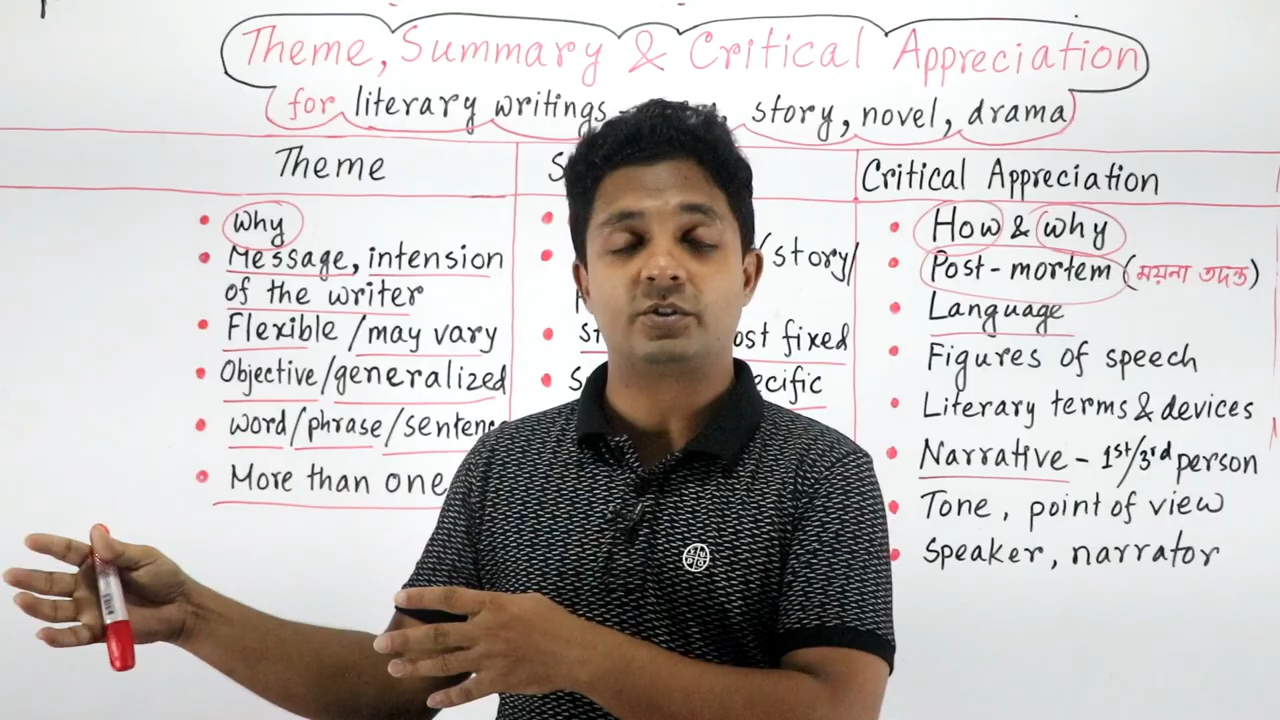 Theme, Summary & Critical Appreciation
for literary writings - story, novel, drama
Theme
Critical Appreciation
why
Message, intension
of the writer
Flexible / may vary
Objective / generalized
word / phrase / sentenc
More than one
S
/ story/
ost fixed
ecific
How & why
Post-mortem (ময়না তদন্ত)
Language
Figures of speech
Literary terms & devices
Narrative - 1st/3rd person
Tone, point of view
Speaker, narrator